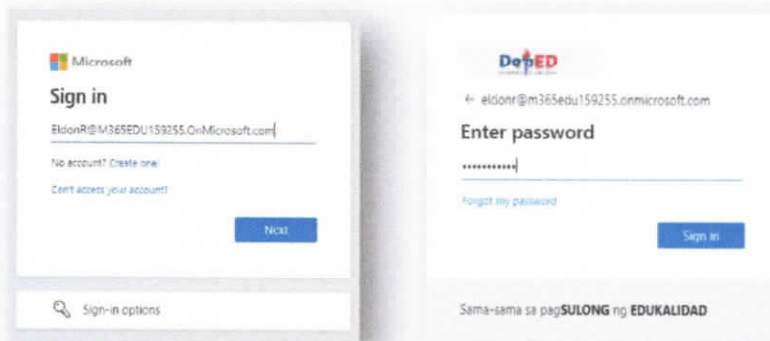 Microsoft
Sign in
EldonR@M365EDU159255.OnMicrosoft.com
No account? Create one
Can't access your account?
Next
Sign-in options
DepED
← eldonr@m365edu159255.onmicrosoft.com
Enter password
•••••••••••
Forgot my password
Sign in
Sama-sama sa pagSULONG ng EDUKALIDAD